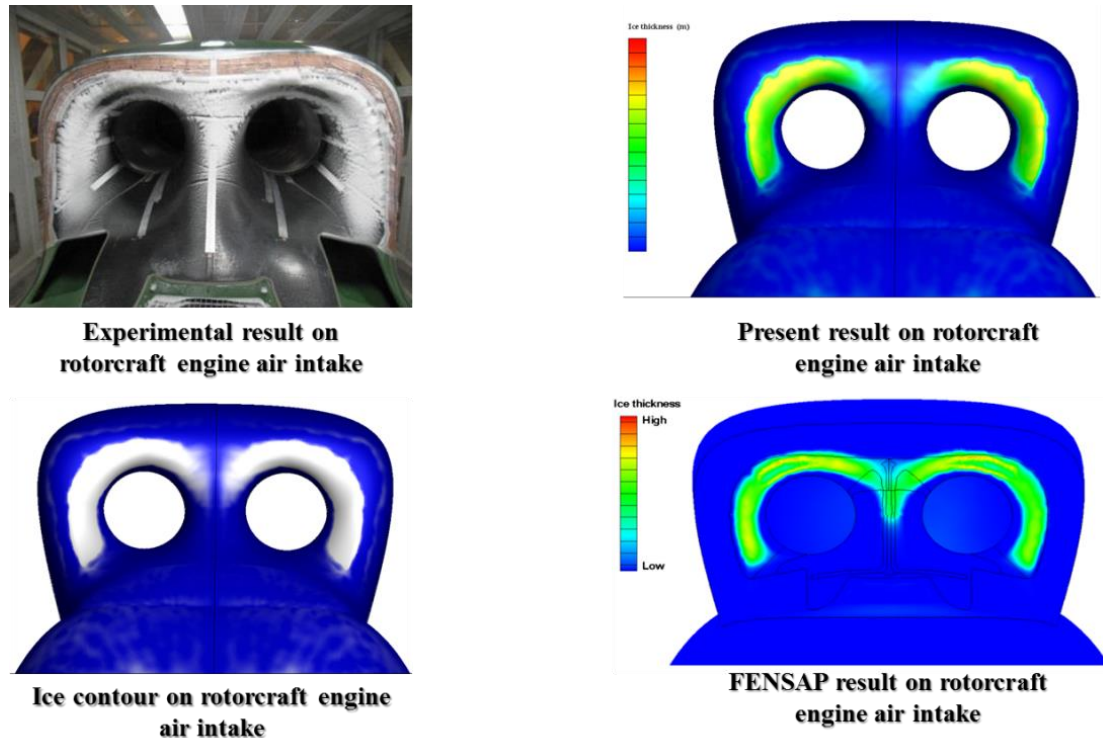 Experimental result on
rotorcraft engine air intake
Ice thickness (m)
Present result on rotorcraft
engine air intake
Ice contour on rotorcraft engine
air intake
Ice thickness
High
Low
FENSAP result on rotorcraft
engine air intake